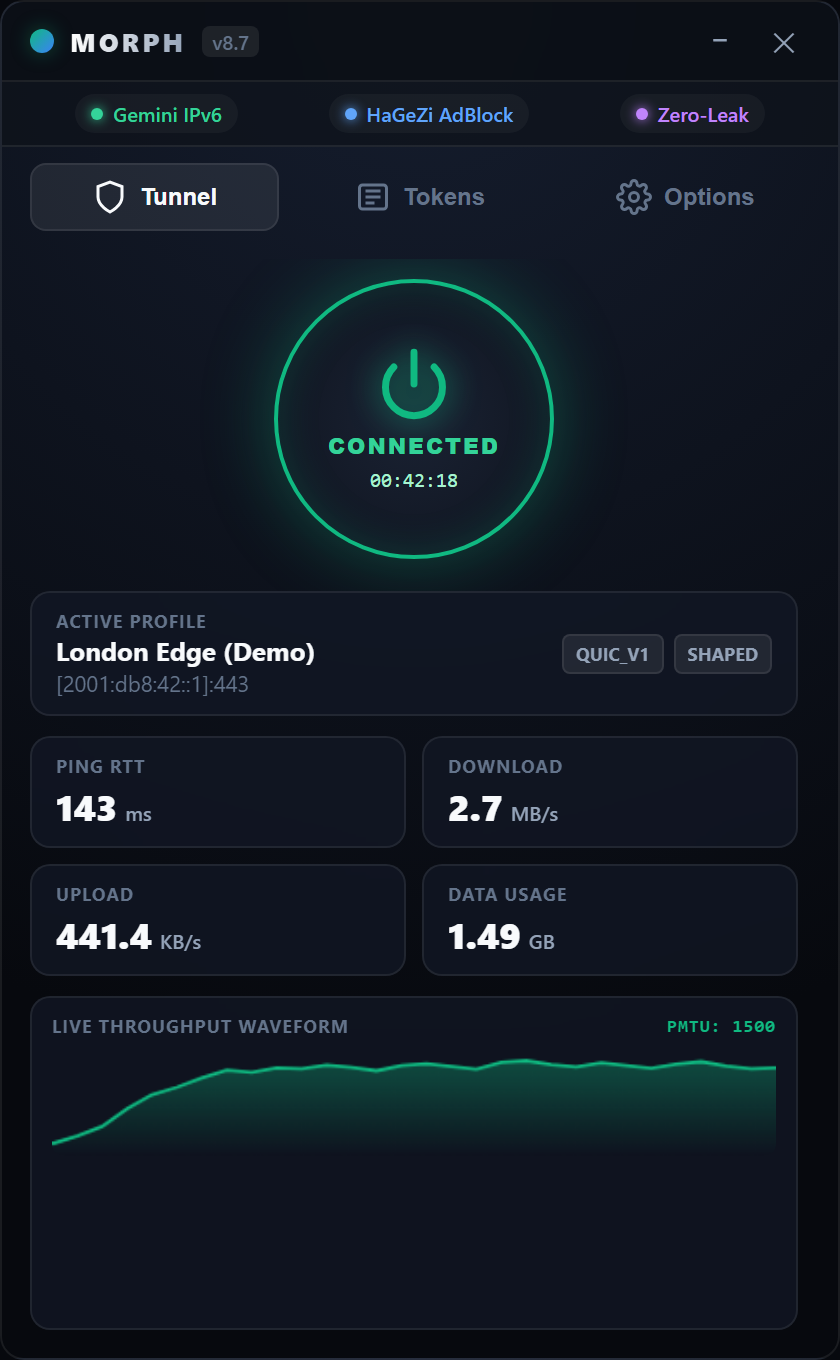 MORPH v8.7
Gemini IPv6 HaGeZi AdBlock Zero-Leak
Tunnel Tokens Options
CONNECTED
00:42:18
ACTIVE PROFILE
London Edge (Demo)
[2001:db8:42::1]:443
QUIC_V1 SHAPED
PING RTT
143 ms
DOWNLOAD
2.7 MB/s
UPLOAD
441.4 KB/s
DATA USAGE
1.49 GB
LIVE THROUGHPUT WAVEFORM PMTU: 1500